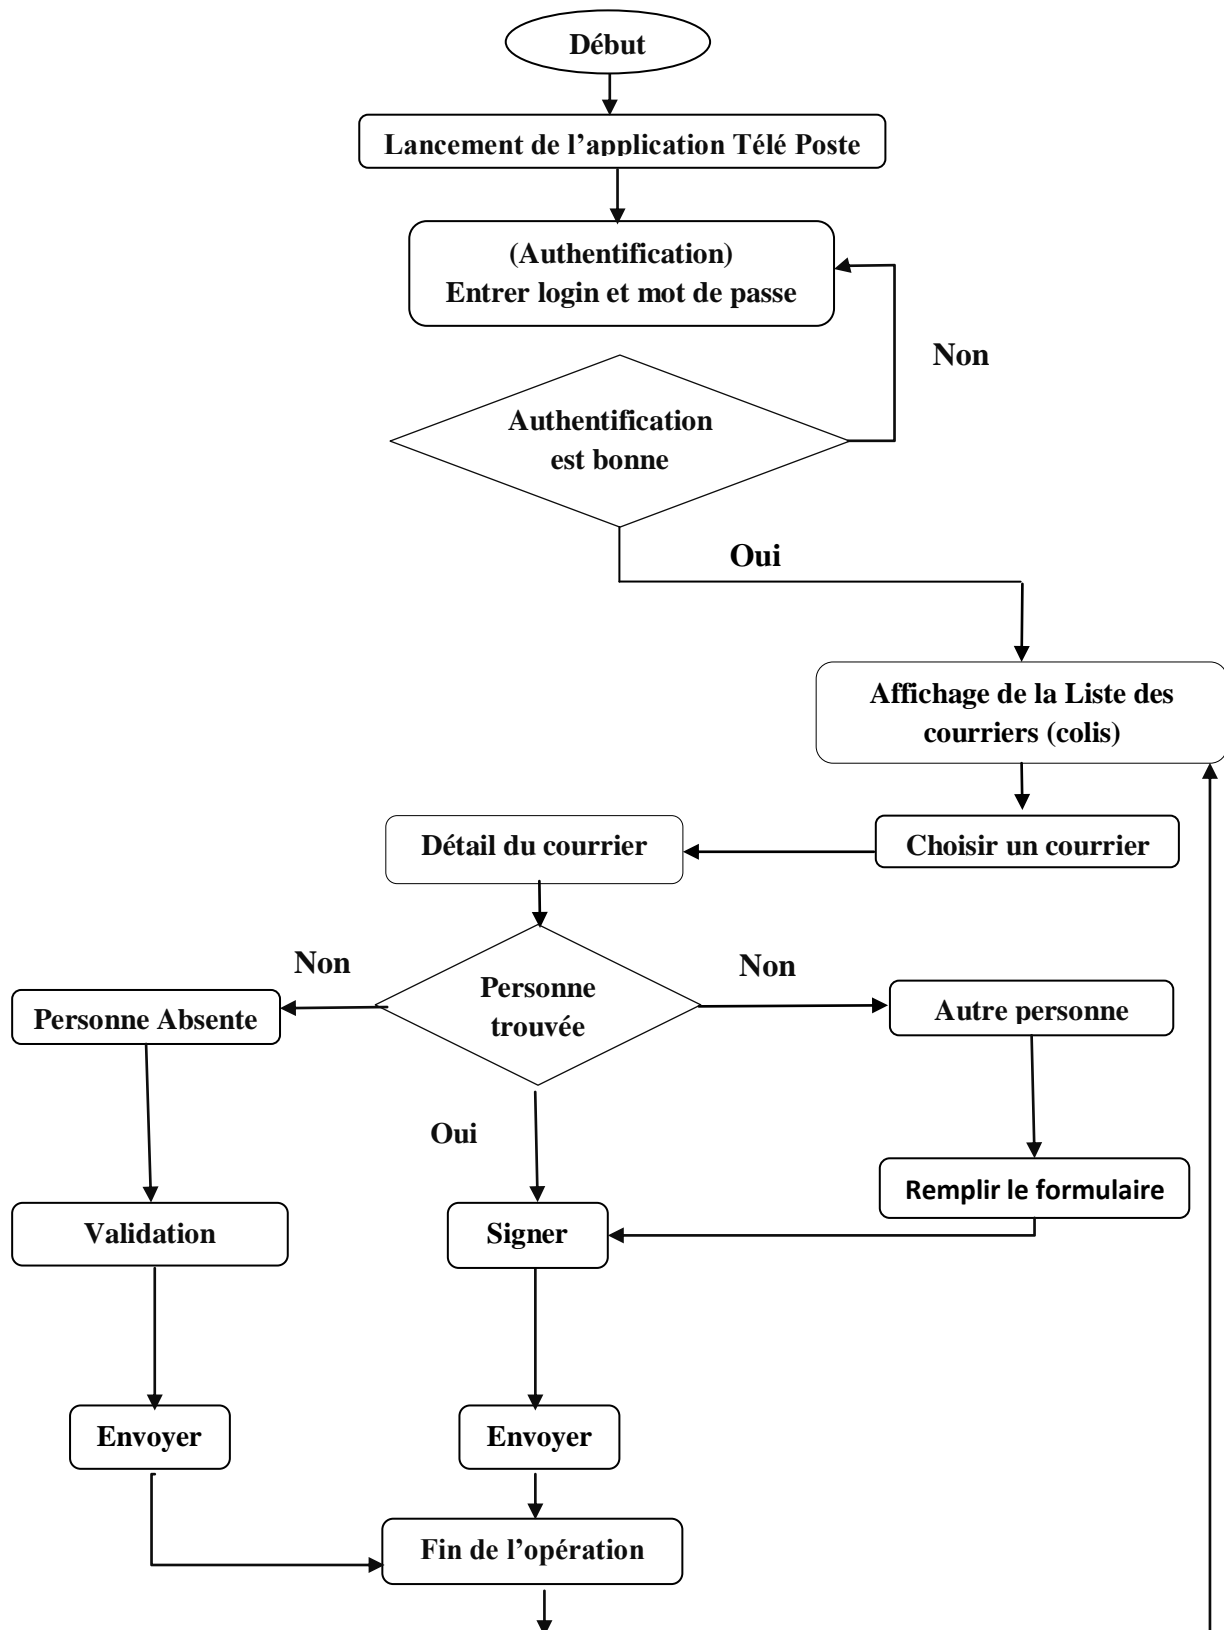 Début
Lancement de l’application Télé Poste
(Authentification)
Entrer login et mot de passe
Non
Authentification
est bonne
Oui
Affichage de la Liste des
courriers (colis)
Choisir un courrier
Détail du courrier
Non
Non
Personne
trouvée
Personne Absente
Autre personne
Oui
Remplir le formulaire
Validation
Signer
Envoyer
Envoyer
Fin de l’opération